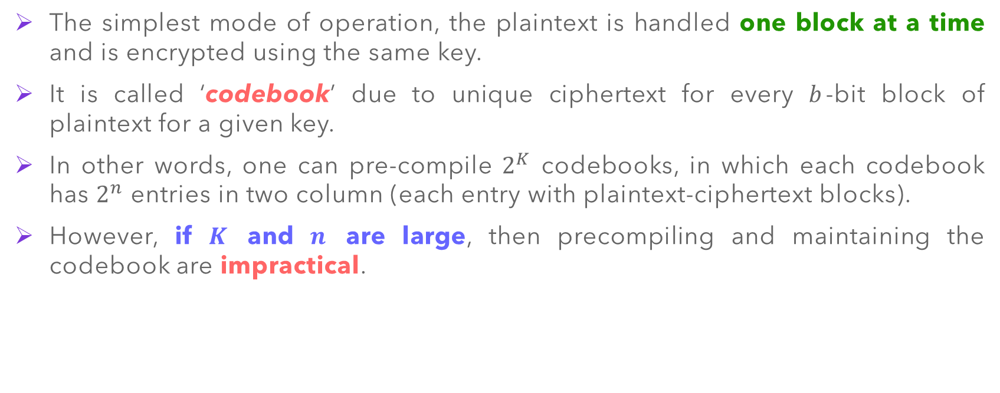 ➢ The simplest mode of operation, the plaintext is handled one block at a time
and is encrypted using the same key.
➢ It is called ‘codebook’ due to unique ciphertext for every b-bit block of
plaintext for a given key.
➢ In other words, one can pre-compile 2^K codebooks, in which each codebook
has 2^n entries in two column (each entry with plaintext-ciphertext blocks).
➢ However, if K and n are large, then precompiling and maintaining the
codebook are impractical.